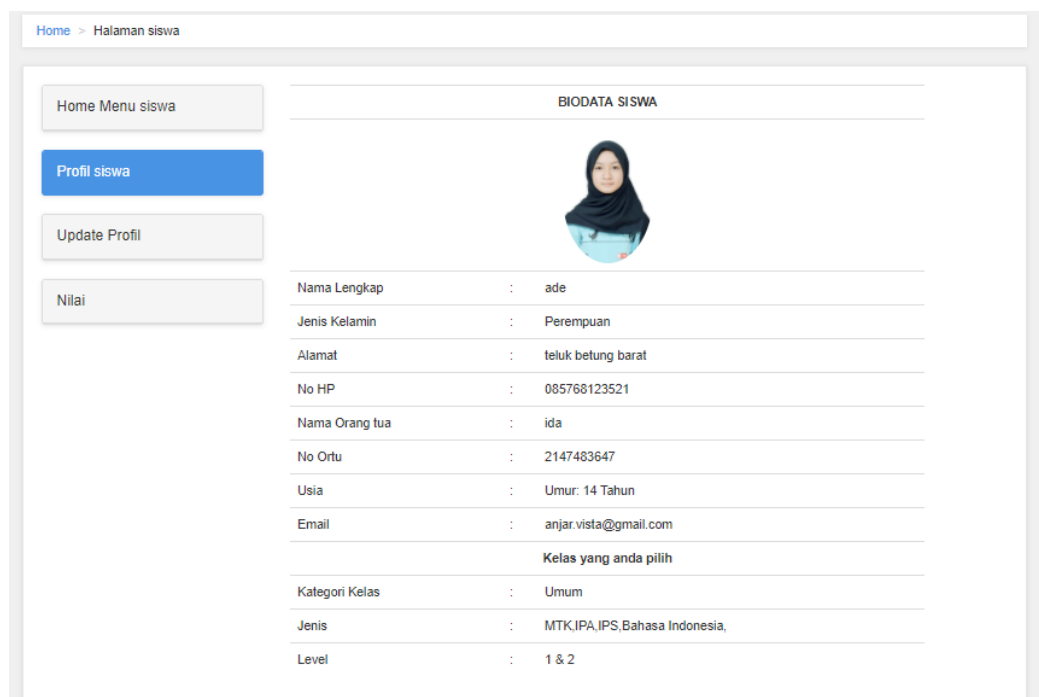 Home > Halaman siswa
Home Menu siswa
Profil siswa
Update Profil
Nilai
BIODATA SISWA
Nama Lengkap : ade
Jenis Kelamin : Perempuan
Alamat : teluk betung barat
No HP : 085768123521
Nama Orang tua : ida
No Ortu : 2147483647
Usia : Umur: 14 Tahun
Email : anjar.vista@gmail.com
Kelas yang anda pilih
Kategori Kelas : Umum
Jenis : MTK,IPA,IPS,Bahasa Indonesia,
Level : 1 & 2